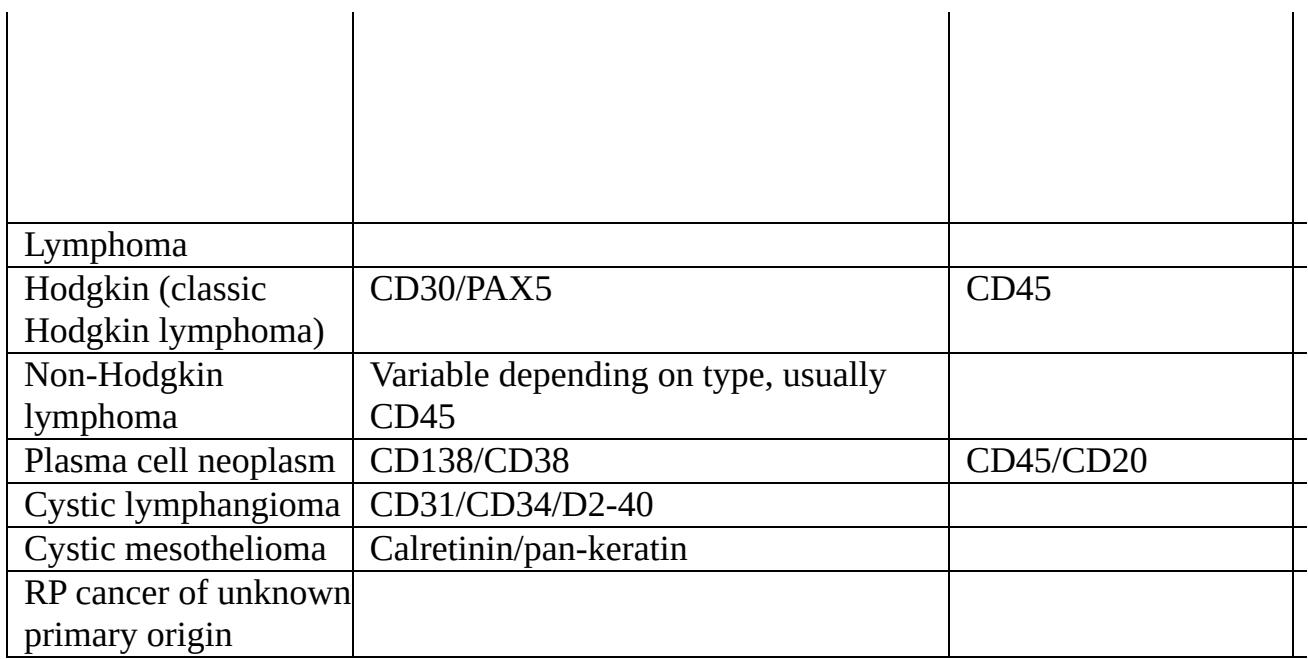 Lymphoma
Hodgkin (classic CD30/PAX5 CD45
Hodgkin lymphoma)
Non-Hodgkin Variable depending on type, usually
lymphoma CD45
Plasma cell neoplasm CD138/CD38 CD45/CD20
Cystic lymphangioma CD31/CD34/D2-40
Cystic mesothelioma Calretinin/pan-keratin
RP cancer of unknown
primary origin